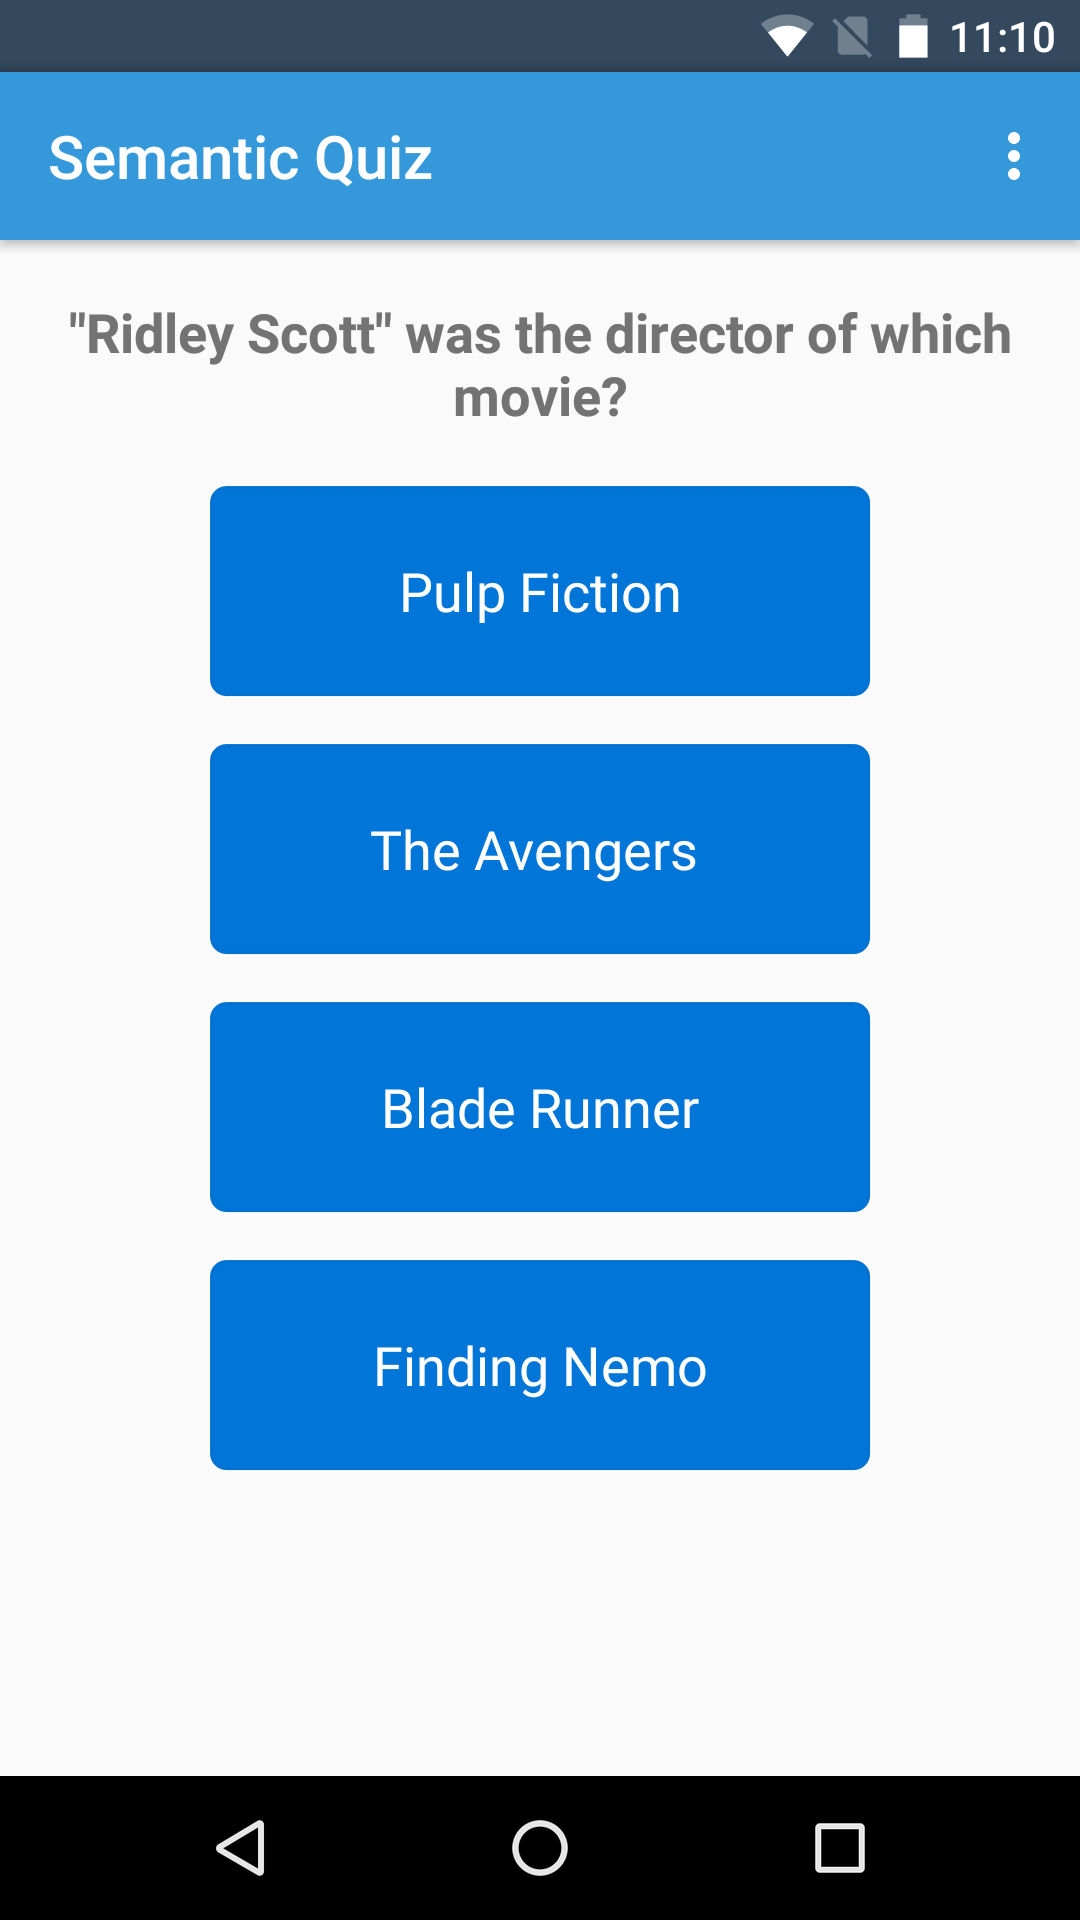 11:10
Semantic Quiz
"Ridley Scott" was the director of which
movie?
Pulp Fiction
The Avengers
Blade Runner
Finding Nemo